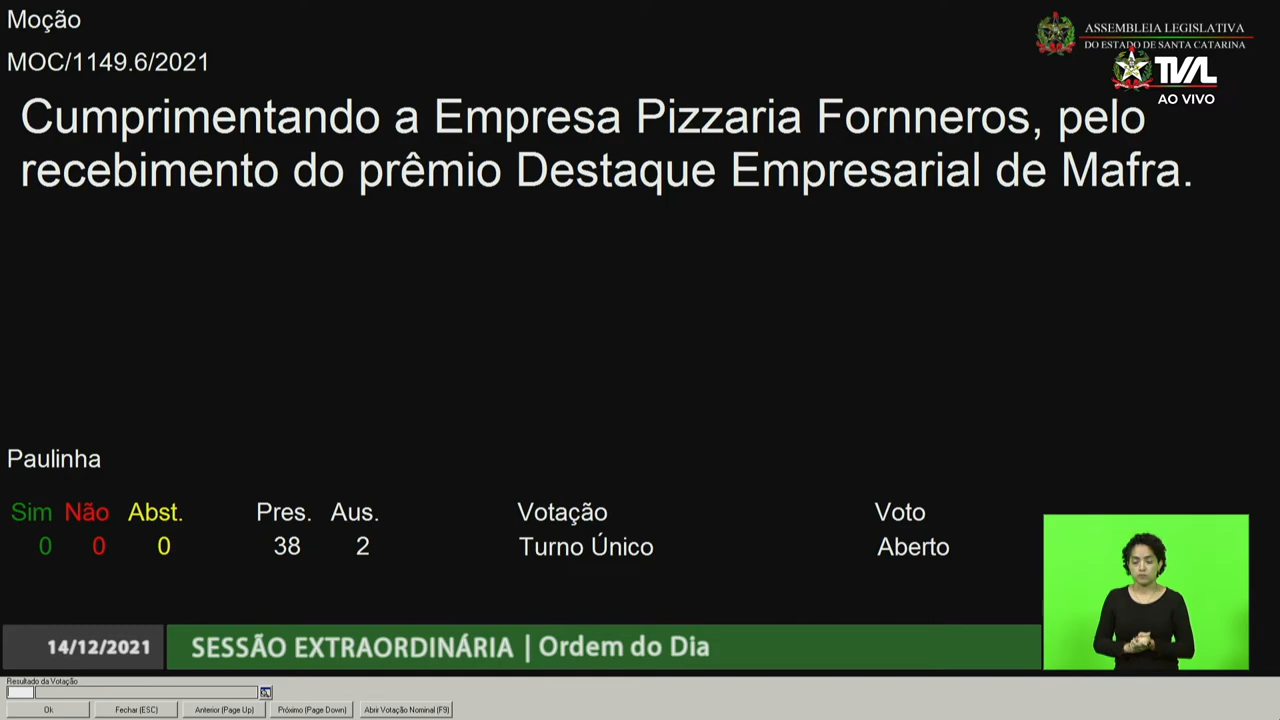 Moção
MOC/1149.6/2021
ASSEMBLEIA LEGISLATIVA
DO ESTADO DE SANTA CATARINA
TVAL
AO VIVO
Cumprimentando a Empresa Pizzaria Fornneros, pelo
recebimento do prêmio Destaque Empresarial de Mafra.
Paulinha
Sim Não Abst. Pres. Aus. Votação Voto
0 0 0 38 2 Turno Único Aberto
14/12/2021 SESSÃO EXTRAORDINÁRIA | Ordem do Dia
Resultado da Votação
Ok Fechar (ESC) Anterior (Page Up) Próximo (Page Down) Abrir Votação Nominal (F9)